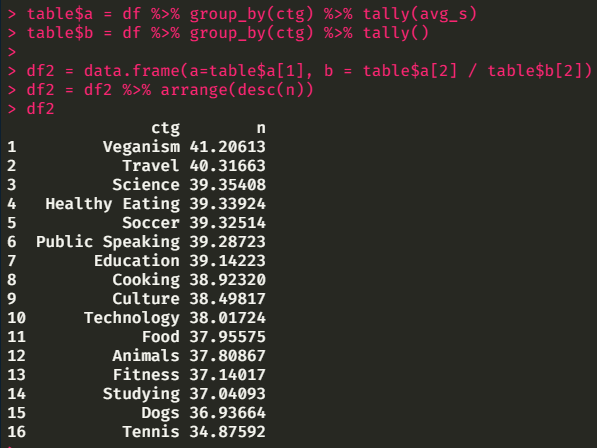 > table$a = df %>% group_by(ctg) %>% tally(avg_s)
> table$b = df %>% group_by(ctg) %>% tally()
>
> df2 = data.frame(a=table$a[1], b = table$a[2] / table$b[2])
> df2 = df2 %>% arrange(desc(n))
> df2
ctg n
1 Veganism 41.20613
2 Travel 40.31663
3 Science 39.35408
4 Healthy Eating 39.33924
5 Soccer 39.32514
6 Public Speaking 39.28723
7 Education 39.14223
8 Cooking 38.92320
9 Culture 38.49817
10 Technology 38.01724
11 Food 37.95575
12 Animals 37.80867
13 Fitness 37.14017
14 Studying 37.04093
15 Dogs 36.93664
16 Tennis 34.87592